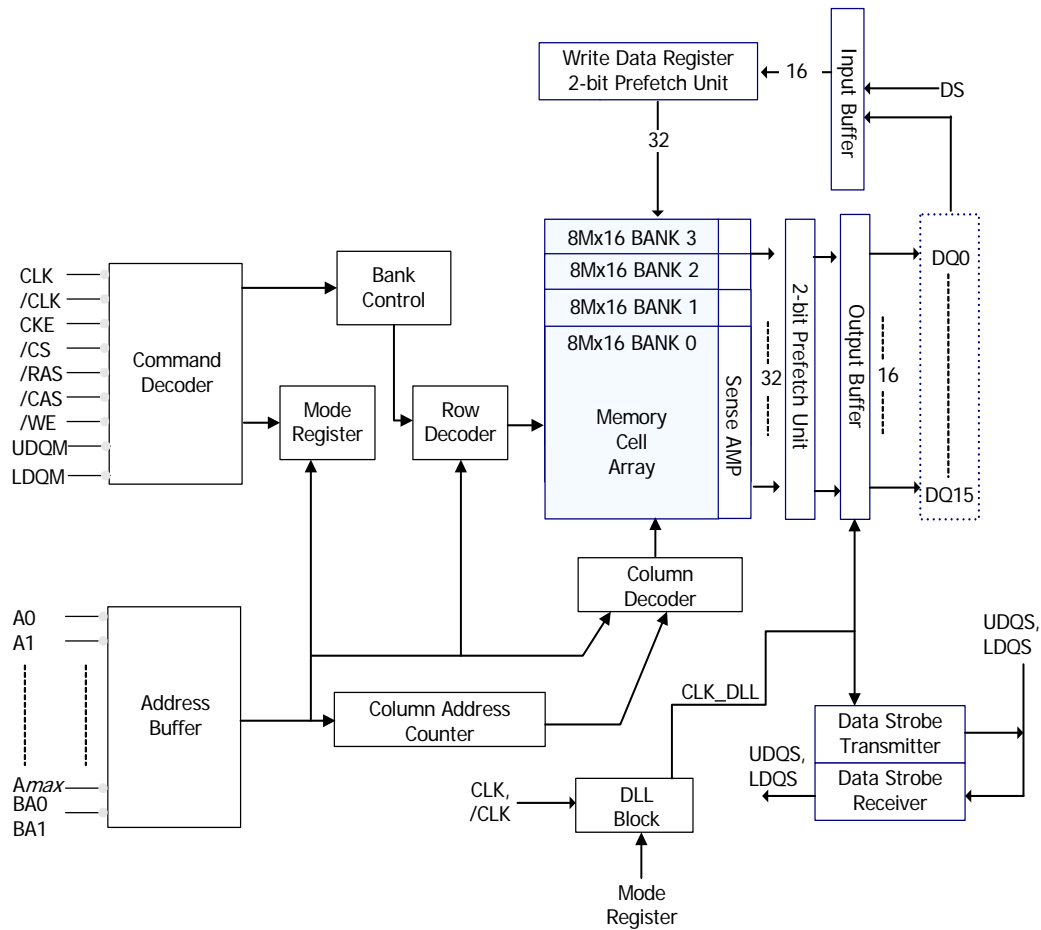 Write Data Register
2-bit Prefetch Unit
16
Input Buffer
DS
32
8Mx16 BANK 3
8Mx16 BANK 2
8Mx16 BANK 1
8Mx16 BANK 0
Memory
Cell
Array
Sense AMP
32
2-bit Prefetch Unit
Output Buffer
16
DQ0
DQ15
CLK
/CLK
CKE
/CS
/RAS
/CAS
/WE
UDQM
LDQM
Command
Decoder
Bank
Control
Mode
Register
Row
Decoder
Column
Decoder
A0
A1
Amax
BA0
BA1
Address
Buffer
Column Address
Counter
CLK_DLL
UDQS,
LDQS
Data Strobe
Transmitter
Data Strobe
Receiver
UDQS,
LDQS
CLK,
/CLK
DLL
Block
Mode
Register